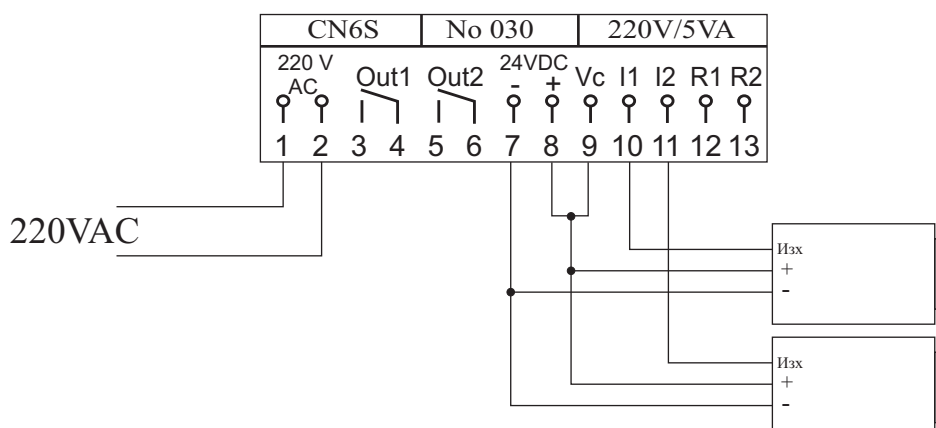 CN6S No 030 220V/5VA
220 V AC Out1 Out2 24VDC - + Vc I1 I2 R1 R2
1 2 3 4 5 6 7 8 9 10 11 12 13
220VAC
Изх
+
-
Изх
+
-